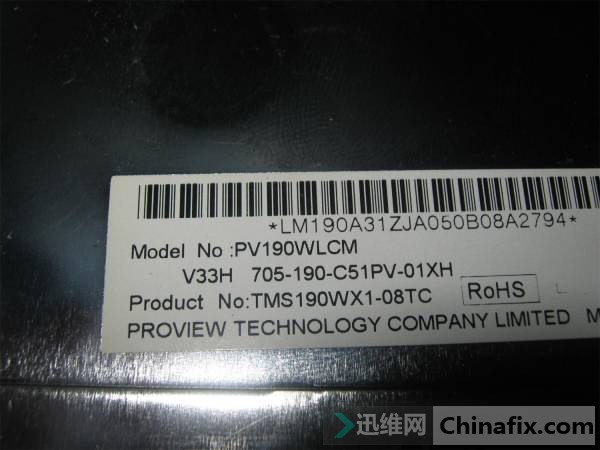 *LM190A31ZJA050B08A2794*
Model No :PV190WLCM
V33H 705-190-C51PV-01XH
Product No:TMS190WX1-08TC RoHS
PROVIEW TECHNOLOGY COMPANY LIMITED M
迅维网 Chinafix.com